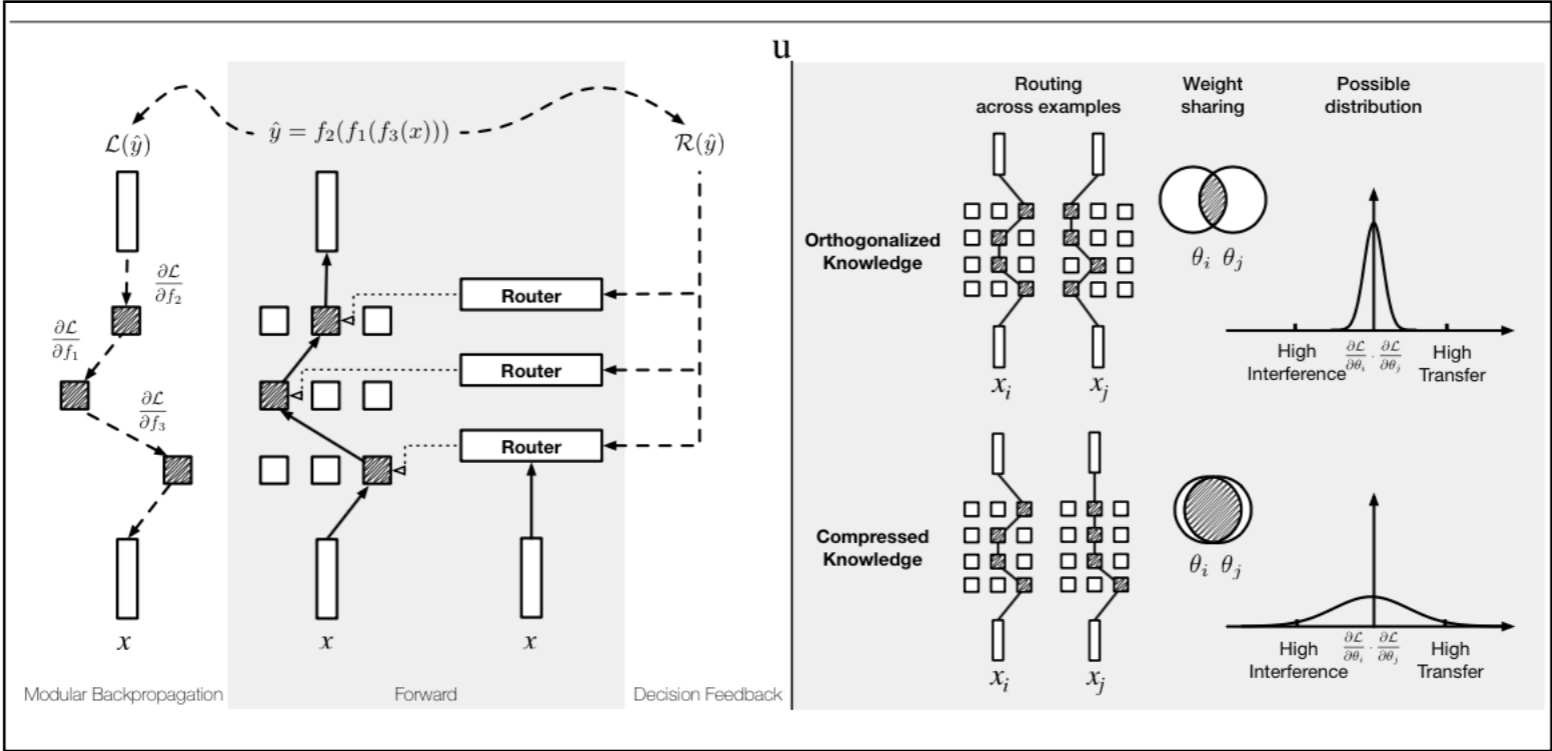 u
ŷ = f₂(f₁(f₃(x)))
ℒ(ŷ)
ℛ(ŷ)
∂ℒ/∂f₂
∂ℒ/∂f₁
∂ℒ/∂f₃
Router
Router
Router
x
x
x
Modular Backpropagation
Forward
Decision Feedback
Routing
across examples
Weight
sharing
Possible
distribution
Orthogonalized
Knowledge
θᵢ θⱼ
xᵢ
xⱼ
High
Interference
∂ℒ/∂θᵢ · ∂ℒ/∂θⱼ
High
Transfer
Compressed
Knowledge
θᵢ θⱼ
xᵢ
xⱼ
High
Interference
∂ℒ/∂θᵢ · ∂ℒ/∂θⱼ
High
Transfer